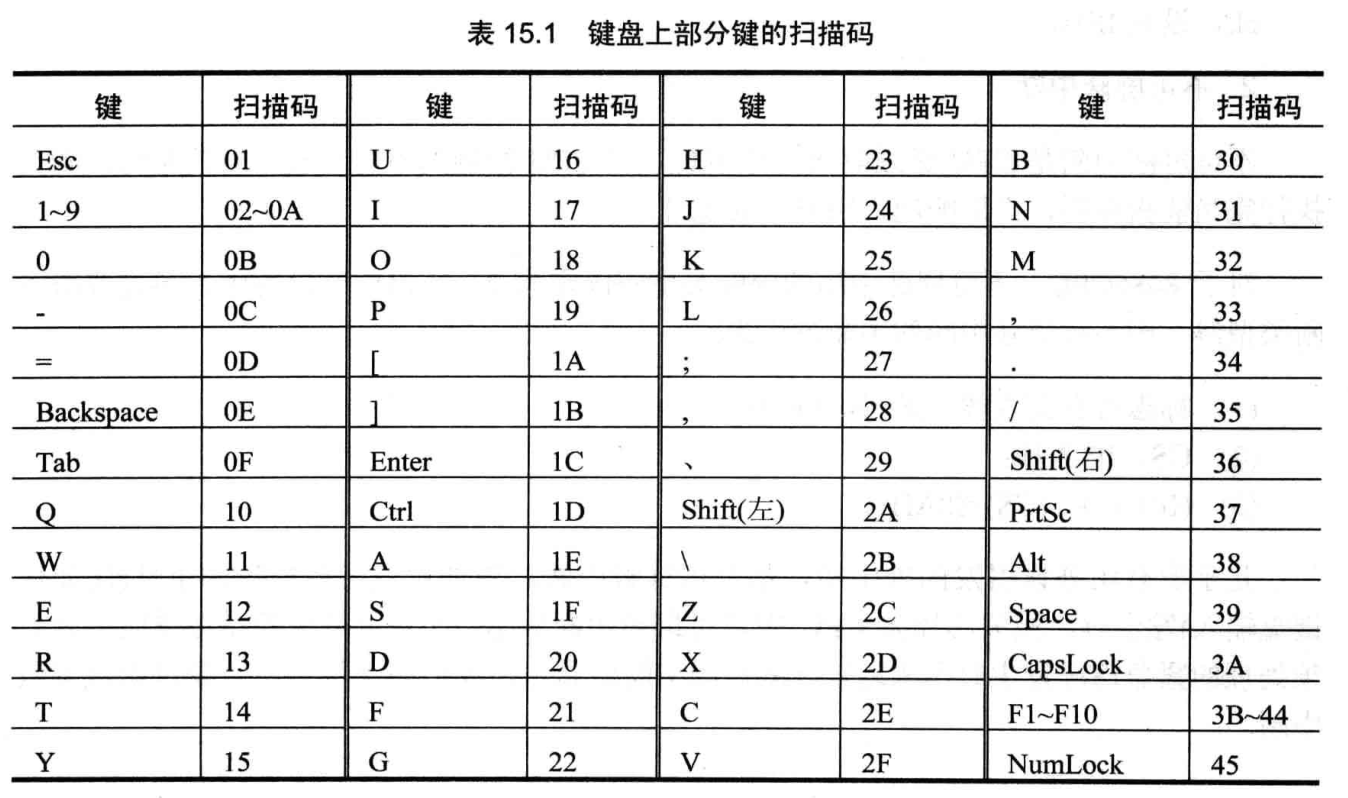 表 15.1 键盘上部分键的扫描码
键 扫描码 键 扫描码 键 扫描码 键 扫描码
Esc 01 U 16 H 23 B 30
1~9 02~0A I 17 J 24 N 31
0 0B O 18 K 25 M 32
- 0C P 19 L 26 , 33
= 0D [ 1A ; 27 . 34
Backspace 0E ] 1B , 28 / 35
Tab 0F Enter 1C 、 29 Shift(右) 36
Q 10 Ctrl 1D Shift(左) 2A PrtSc 37
W 11 A 1E \ 2B Alt 38
E 12 S 1F Z 2C Space 39
R 13 D 20 X 2D CapsLock 3A
T 14 F 21 C 2E F1~F10 3B~44
Y 15 G 22 V 2F NumLock 45